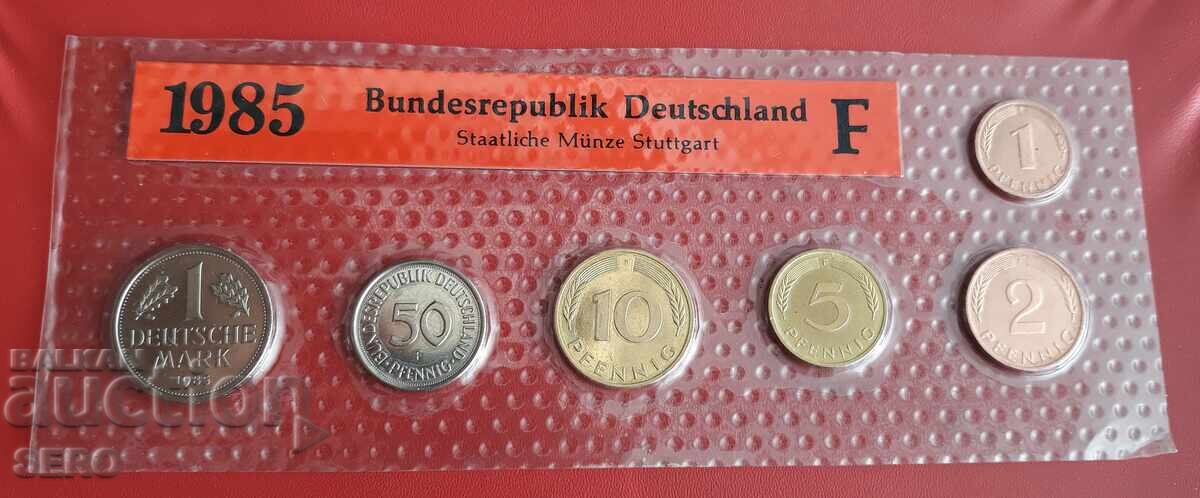 1985 Bundesrepublik Deutschland F
Staatliche Münze Stuttgart
1
PFENNIG
1
DEUTSCHE
MARK
1985
BUNDESREPUBLIK DEUTSCHLAND
50
F
PFENNIG
F
10
PFENNIG
F
5
PFENNIG
2
PFENNIG
BALKAN
auction
SERO